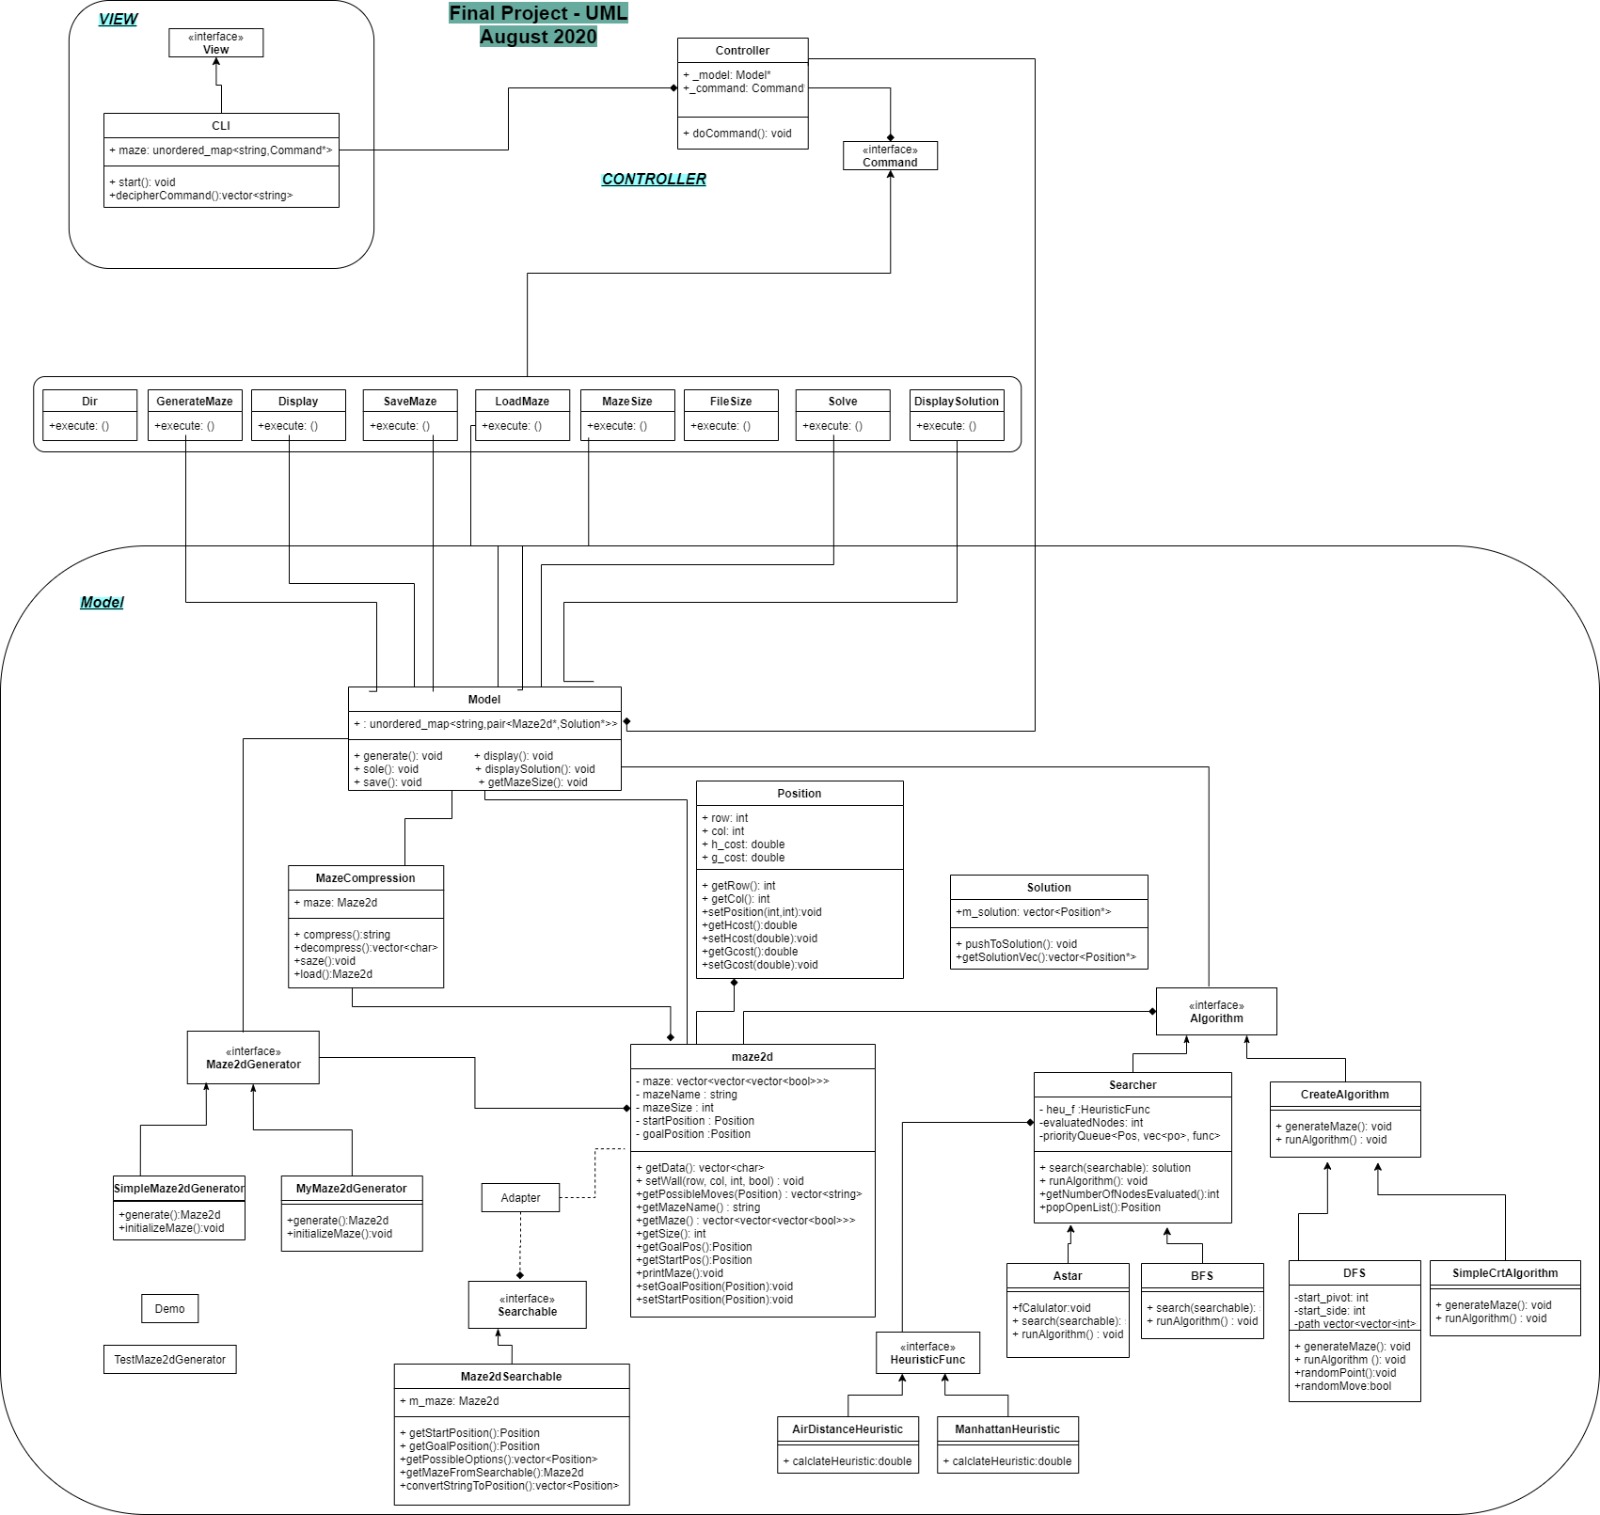 Final Project - UML
August 2020
VIEW
«interface»
View
CLI
+ maze: unordered_map<string,Command*>
+ start(): void
+decipherCommand():vector<string>
Controller
+ _model: Model*
+_command: Command
+ doCommand(): void
«interface»
Command
CONTROLLER
Dir
+execute: ()
GenerateMaze
+execute: ()
Display
+execute: ()
SaveMaze
+execute: ()
LoadMaze
+execute: ()
MazeSize
+execute: ()
FileSize
+execute: ()
Solve
+execute: ()
DisplaySolution
+execute: ()
Model
Model
+ : unordered_map<string,pair<Maze2d*,Solution*>>
+ generate(): void + display(): void
+ sole(): void + displaySolution(): void
+ save(): void + getMazeSize(): void
Position
+ row: int
+ col: int
+ h_cost: double
+ g_cost: double
+ getRow(): int
+ getCol(): int
+setPosition(int,int):void
+getHcost():double
+setHcost(double):void
+getGcost():double
+setGcost(double):void
MazeCompression
+ maze: Maze2d
+ compress():string
+decompress():vector<char>
+saze():void
+load():Maze2d
Solution
+m_solution: vector<Position*>
+ pushToSolution(): void
+getSolutionVec():vector<Position*>
«interface»
Algorithm
«interface»
Maze2dGenerator
maze2d
- maze: vector<vector<vector<bool>>>
- mazeName : string
- mazeSize : int
- startPosition : Position
- goalPosition :Position
+ getData(): vector<char>
+ setWall(row, col, int, bool) : void
+getPossibleMoves(Position) : vector<string>
+getMazeName() : string
+getMaze() : vector<vector<vector<bool>>>
+getSize(): int
+getGoalPos():Position
+getStartPos():Position
+printMaze():void
+setGoalPosition(Position):void
+setStartPosition(Position):void
Searcher
- heu_f :HeuristicFunc
-evaluatedNodes: int
-priorityQueue<Pos, vec<po>, func>
+ search(searchable): solution
+ runAlgorithm(): void
+getNumberOfNodesEvaluated():int
+popOpenList():Position
CreateAlgorithm
+ generateMaze(): void
+ runAlgorithm() : void
SimpleMaze2dGenerator
+generate():Maze2d
+initializeMaze():void
MyMaze2dGenerator
+generate():Maze2d
+initializeMaze():void
Adapter
«interface»
Searchable
Astar
+fCalulator:void
+ search(searchable):
+ runAlgorithm() : void
BFS
+ search(searchable):
+ runAlgorithm() : void
DFS
-start_pivot: int
-start_side: int
-path vector<vector<int>
+ generateMaze(): void
+ runAlgorithm (): void
+randomPoint():void
+randomMove:bool
SimpleCrtAlgorithm
+ generateMaze(): void
+ runAlgorithm() : void
Demo
TestMaze2dGenerator
«interface»
HeuristicFunc
Maze2dSearchable
+ m_maze: Maze2d
+ getStartPosition():Position
+ getGoalPosition():Position
+getPossibleOptions():vector<Position>
+getMazeFromSearchable():Maze2d
+convertStringToPosition():vector<Position>
AirDistanceHeuristic
+ calclateHeuristic:double
ManhattanHeuristic
+ calclateHeuristic:double